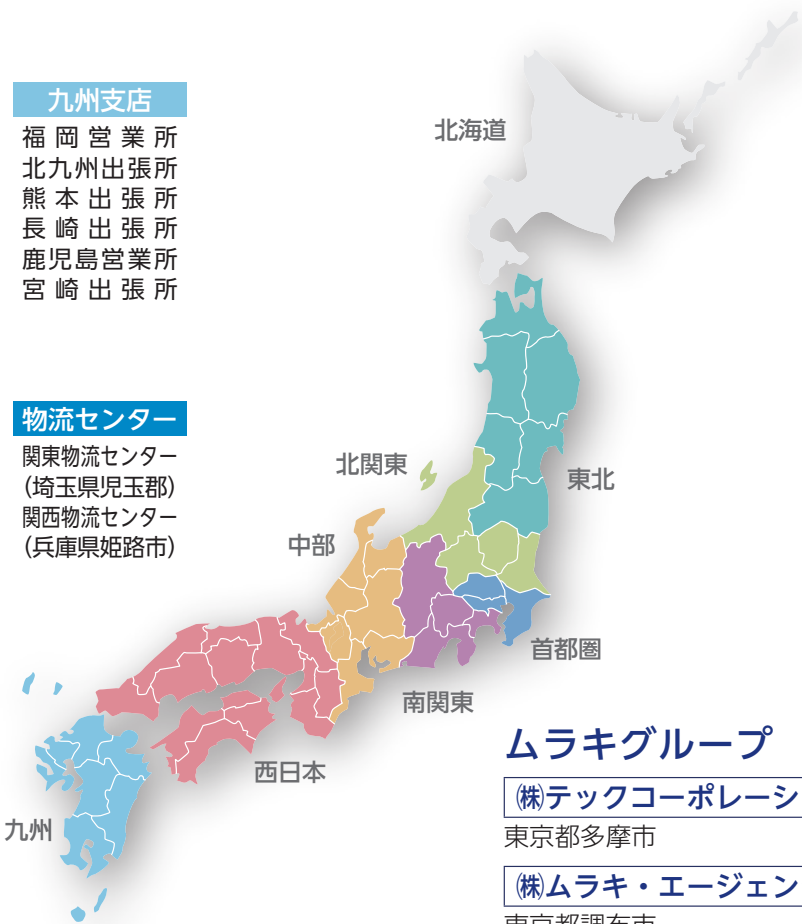 九州支店
福岡営業所
北九州出張所
熊本出張所
長崎出張所
鹿児島営業所
宮崎出張所
物流センター
関東物流センター
(埼玉県児玉郡)
関西物流センター
(兵庫県姫路市)
北海道
東北
北関東
中部
首都圏
南関東
西日本
九州
ムラキグループ
㈱テックコーポレーシ
東京都多摩市
㈱ムラキ・エージェン
東京都調布市